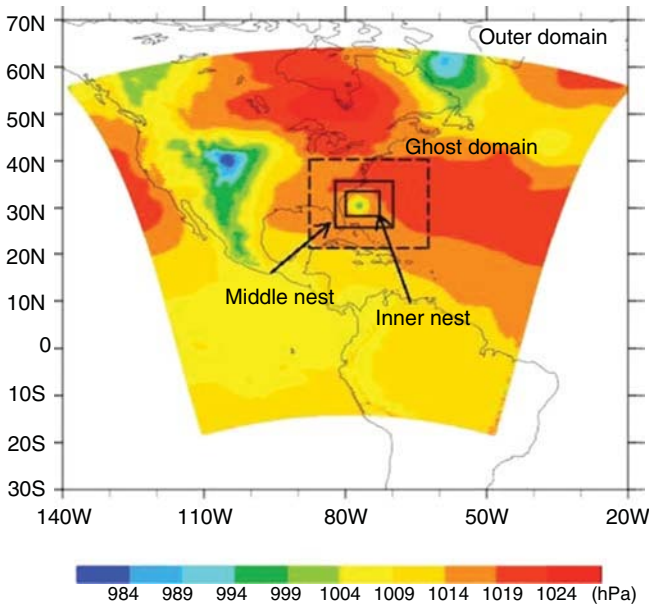 70N
Outer domain
60N
50N
Ghost domain
40N
30N
20N
Middle nest
10N
Inner nest
0
10S
20S
30S
140W 110W 80W 50W 20W
984 989 994 999 1004 1009 1014 1019 1024 (hPa)